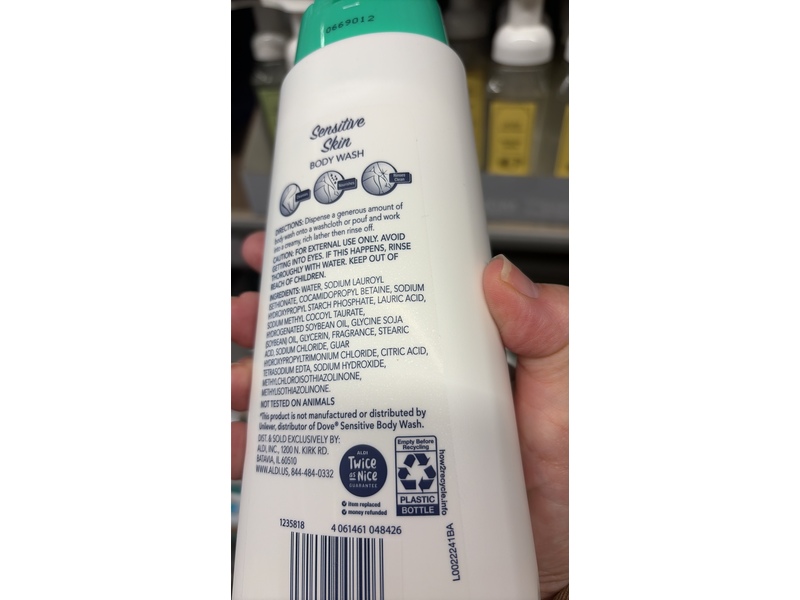 0669012
Sensitive
Skin
BODY WASH
Rinses
Clean
DIRECTIONS: Dispense a generous amount of
body wash onto a washcloth or pouf and work
into a creamy, rich lather then rinse off.
CAUTION: FOR EXTERNAL USE ONLY. AVOID
GETTING INTO EYES. IF THIS HAPPENS, RINSE
THOROUGHLY WITH WATER. KEEP OUT OF
REACH OF CHILDREN.
INGREDIENTS: WATER, SODIUM LAUROYL
ISETHIONATE, COCAMIDOPROPYL BETAINE, SODIUM
HYDROXYPROPYL STARCH PHOSPHATE, LAURIC ACID,
SODIUM METHYL COCOYL TAURATE,
HYDROGENATED SOYBEAN OIL, GLYCINE SOJA
(SOYBEAN) OIL, GLYCERIN, FRAGRANCE, STEARIC
ACID, SODIUM CHLORIDE, GUAR
HYDROXYPROPYLTRIMONIUM CHLORIDE, CITRIC ACID,
TETRASODIUM EDTA, SODIUM HYDROXIDE,
METHYLCHLOROISOTHIAZOLINONE,
METHYLISOTHIAZOLINONE.
NOT TESTED ON ANIMALS
*This product is not manufactured or distributed by
Unilever, distributor of Dove® Sensitive Body Wash.
DIST. & SOLD EXCLUSIVELY BY:
ALDI, INC., 1200 N. KIRK RD.
BATAVIA, IL 60510
WWW.ALDI.US, 844-484-0332
ALDI
Twice
as Nice
GUARANTEE
item replaced
money refunded
Empty Before
Recycling
PLASTIC
BOTTLE
how2recycle.info
1235818
4 061461 048426
L0022241BA